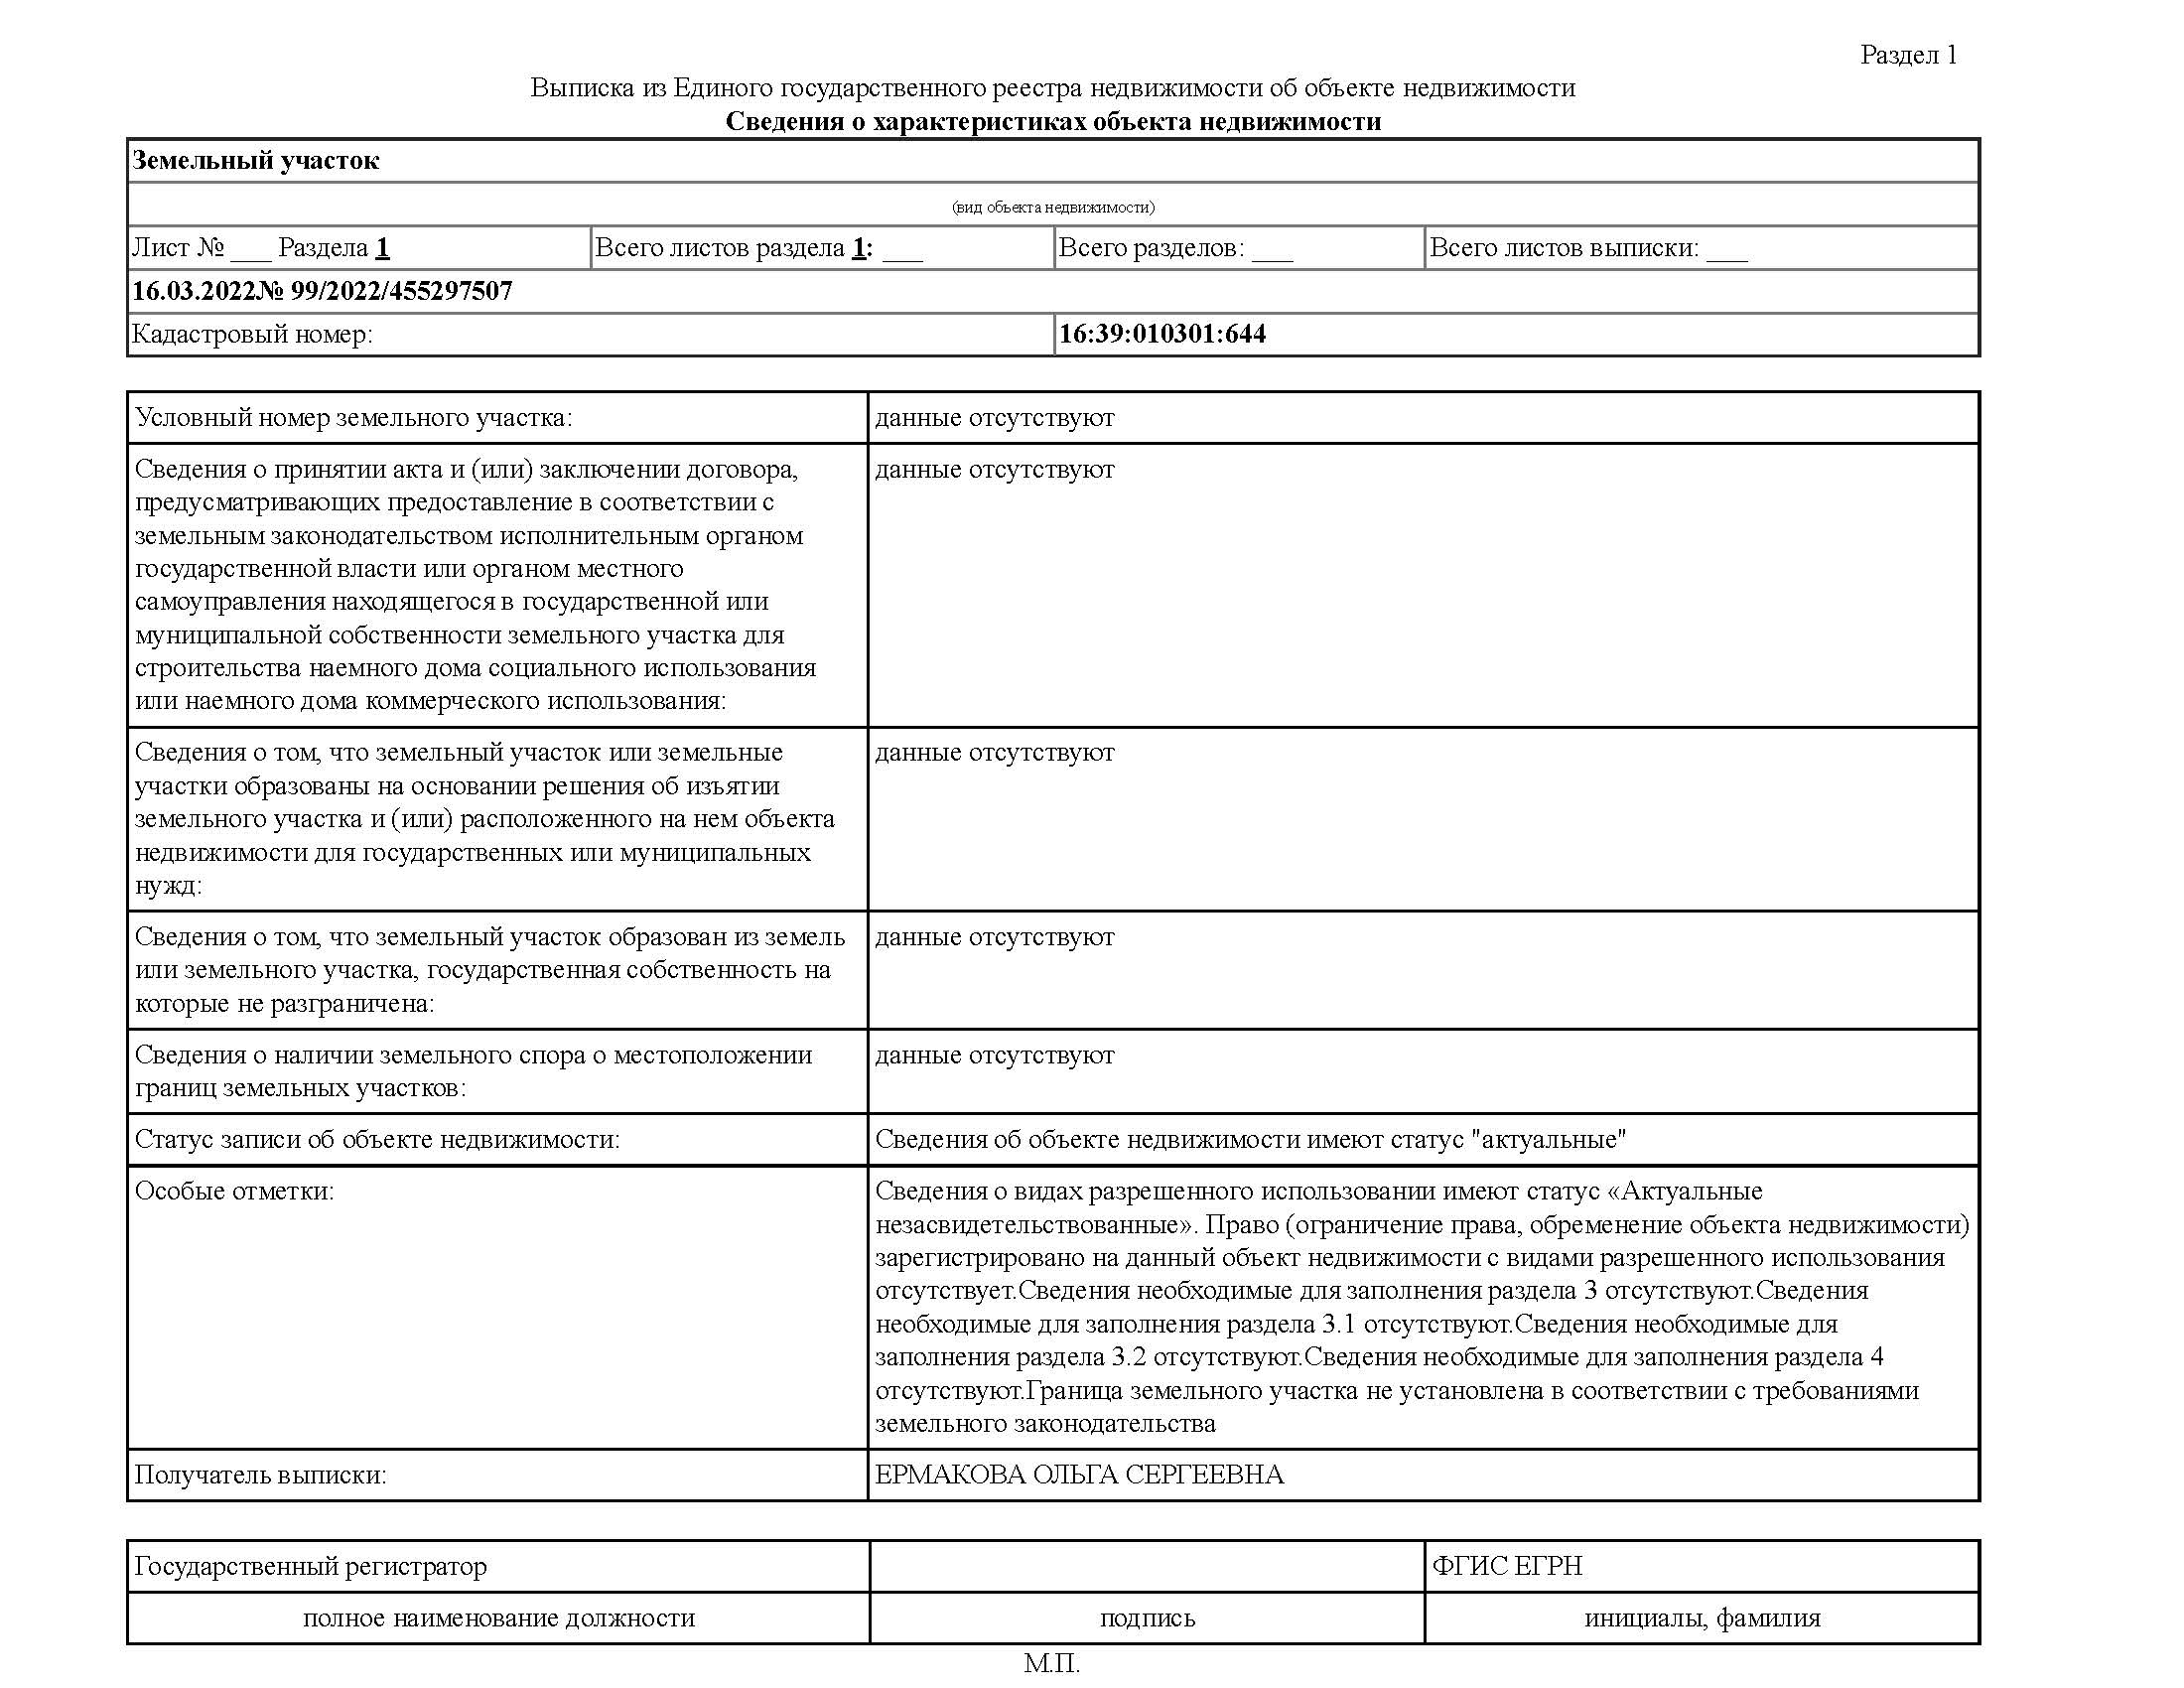 Раздел 1
Выписка из Единого государственного реестра недвижимости об объекте недвижимости
Сведения о характеристиках объекта недвижимости
Земельный участок
(вид объекта недвижимости)
Лист № ___ Раздела 1 Всего листов раздела 1: ___ Всего разделов: ___ Всего листов выписки: ___
16.03.2022№ 99/2022/455297507
Кадастровый номер: 16:39:010301:644
Условный номер земельного участка: данные отсутствуют
Сведения о принятии акта и (или) заключении договора, данные отсутствуют
предусматривающих предоставление в соответствии с
земельным законодательством исполнительным органом
государственной власти или органом местного
самоуправления находящегося в государственной или
муниципальной собственности земельного участка для
строительства наемного дома социального использования
или наемного дома коммерческого использования:
Сведения о том, что земельный участок или земельные данные отсутствуют
участки образованы на основании решения об изъятии
земельного участка и (или) расположенного на нем объекта
недвижимости для государственных или муниципальных
нужд:
Сведения о том, что земельный участок образован из земель данные отсутствуют
или земельного участка, государственная собственность на
которые не разграничена:
Сведения о наличии земельного спора о местоположении данные отсутствуют
границ земельных участков:
Статус записи об объекте недвижимости: Сведения об объекте недвижимости имеют статус "актуальные"
Особые отметки: Сведения о видах разрешенного использовании имеют статус «Актуальные
незасвидетельствованные». Право (ограничение права, обременение объекта недвижимости)
зарегистрировано на данный объект недвижимости с видами разрешенного использования
отсутствует.Сведения необходимые для заполнения раздела 3 отсутствуют.Сведения
необходимые для заполнения раздела 3.1 отсутствуют.Сведения необходимые для
заполнения раздела 3.2 отсутствуют.Сведения необходимые для заполнения раздела 4
отсутствуют.Граница земельного участка не установлена в соответствии с требованиями
земельного законодательства
Получатель выписки: ЕРМАКОВА ОЛЬГА СЕРГЕЕВНА
Государственный регистратор ФГИС ЕГРН
полное наименование должности подпись инициалы, фамилия
М.П.